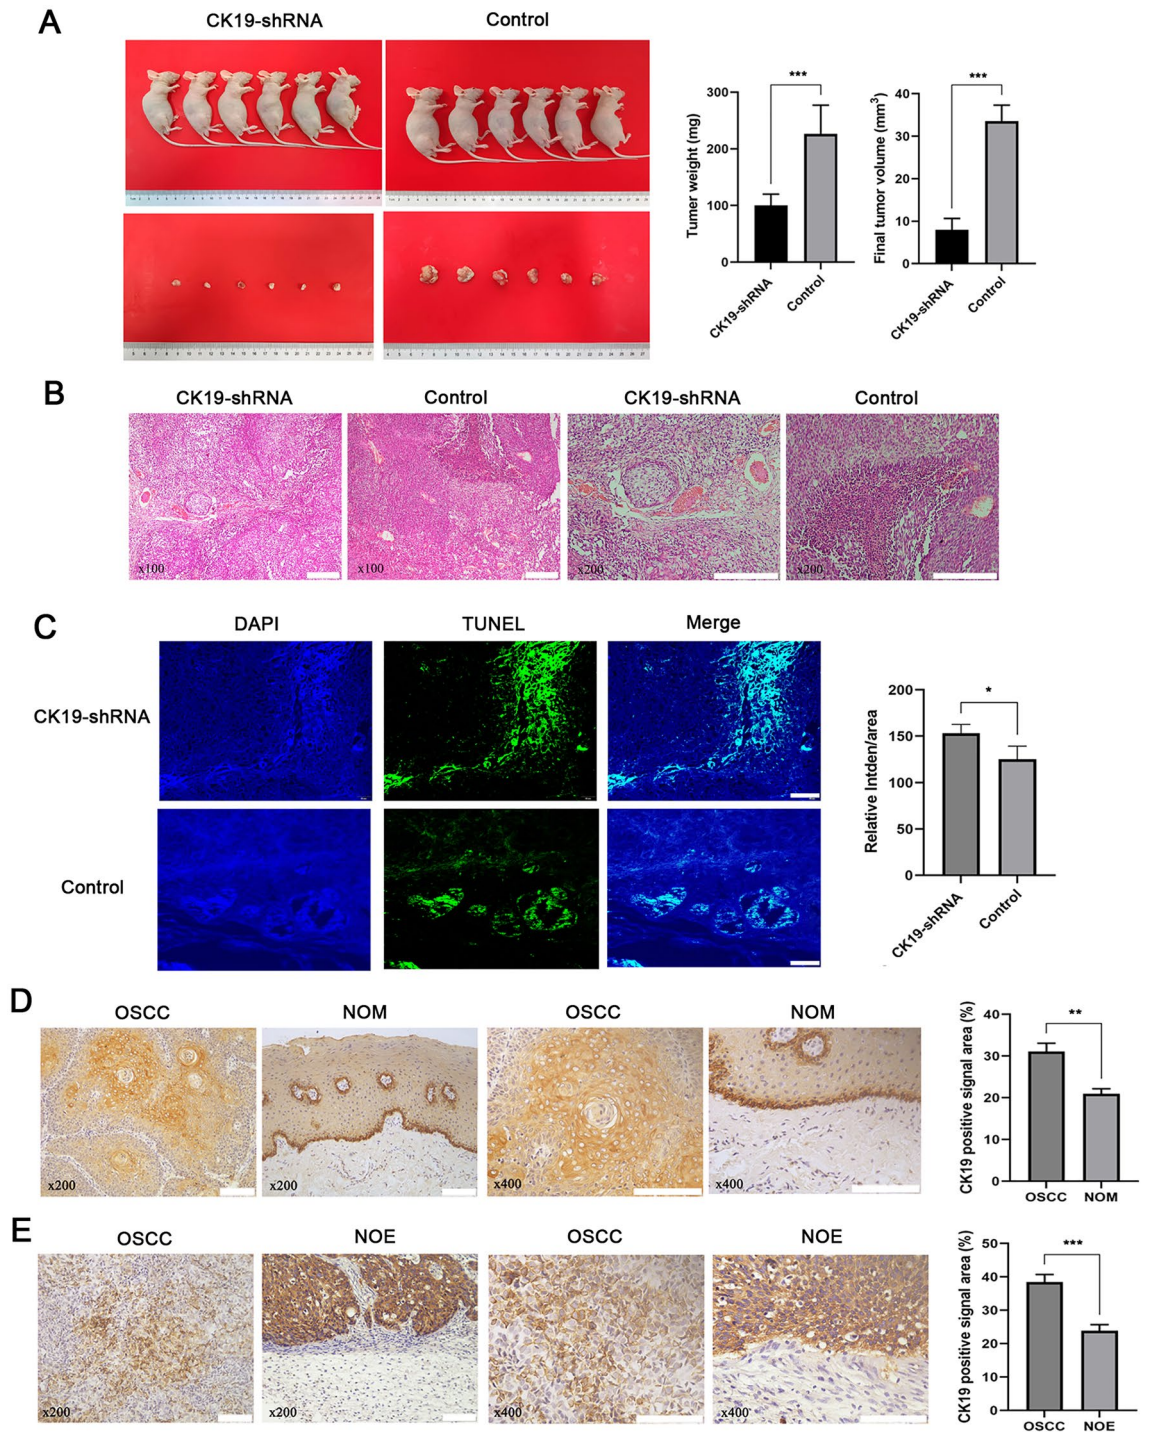 A
CK19-shRNA
Control
***
***
Tumer weight (mg)
300
200
100
0
CK19-shRNA
Control
Final tumor volume (mm3)
40
30
20
10
0
CK19-shRNA
Control
B
CK19-shRNA
Control
CK19-shRNA
Control
x100
x100
x200
x200
C
DAPI
TUNEL
Merge
CK19-shRNA
Control
*
Relative Intden/area
200
150
100
50
0
CK19-shRNA
Control
D
OSCC
NOM
OSCC
NOM
x200
x200
x400
x400
**
CK19 positive signal area (%)
40
30
20
10
0
OSCC
NOM
E
OSCC
NOE
OSCC
NOE
x200
x200
x400
x400
***
CK19 positive signal area (%)
50
40
30
20
10
0
OSCC
NOE